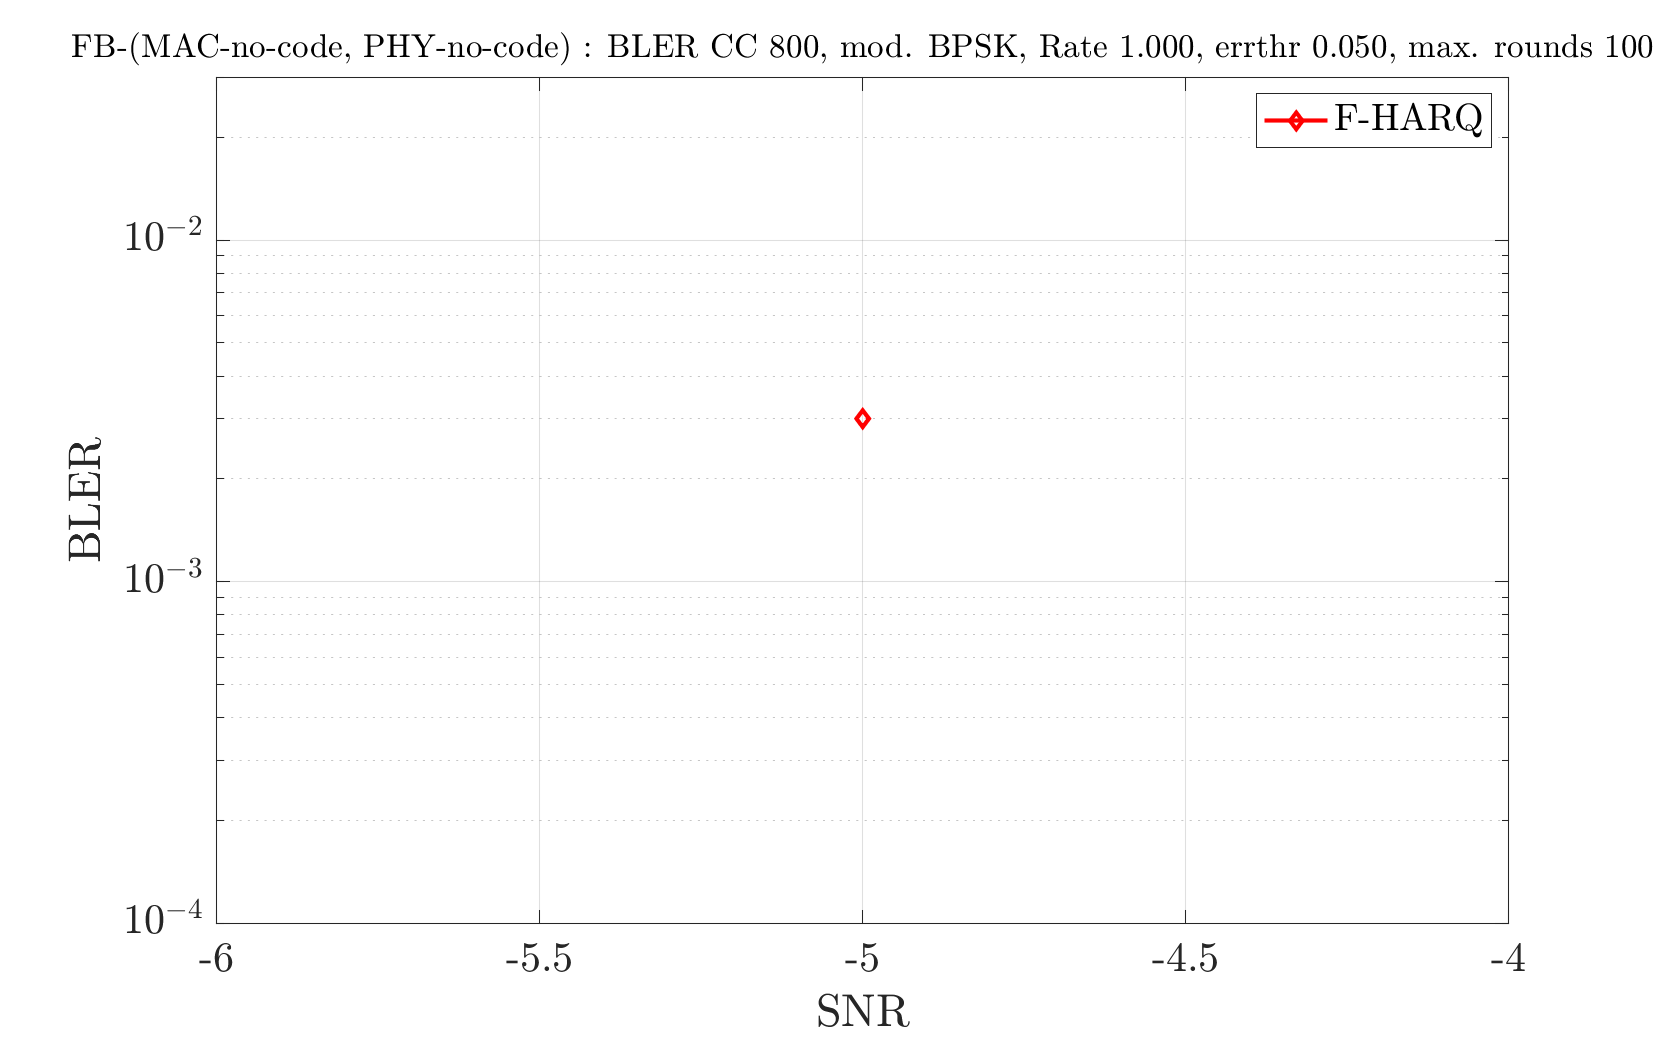 FB-(MAC-no-code, PHY-no-code) : BLER CC 800, mod. BPSK, Rate 1.000, errthr 0.050, max. rounds 100
F-HARQ
10⁻²
10⁻³
10⁻⁴
BLER
-6 -5.5 -5 -4.5 -4
SNR